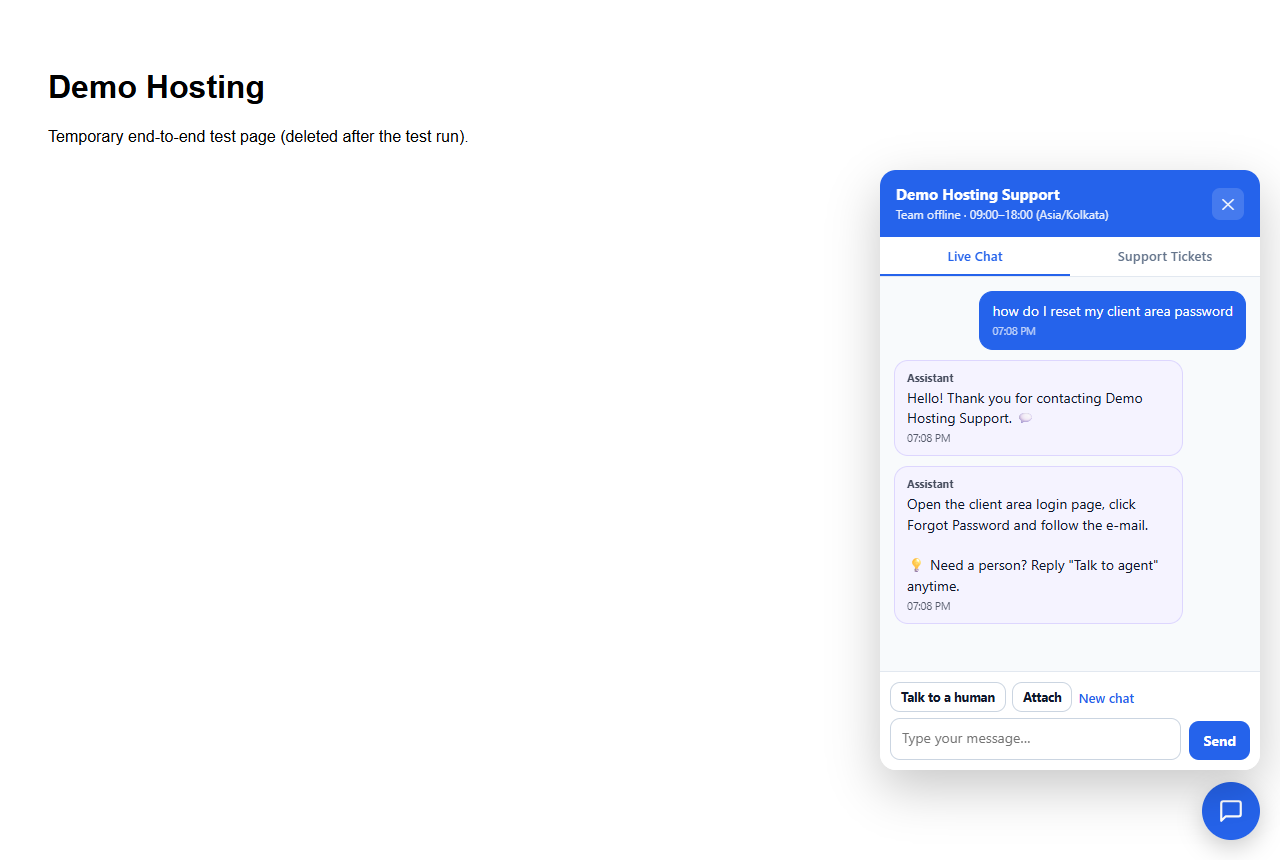 Demo Hosting
Temporary end-to-end test page (deleted after the test run).
Demo Hosting Support
Team offline · 09:00–18:00 (Asia/Kolkata)
Live Chat
Support Tickets
how do I reset my client area password
07:08 PM
Assistant
Hello! Thank you for contacting Demo
Hosting Support. 💬
07:08 PM
Assistant
Open the client area login page, click
Forgot Password and follow the e-mail.
💡 Need a person? Reply "Talk to agent"
anytime.
07:08 PM
Talk to a human
Attach
New chat
Type your message...
Send